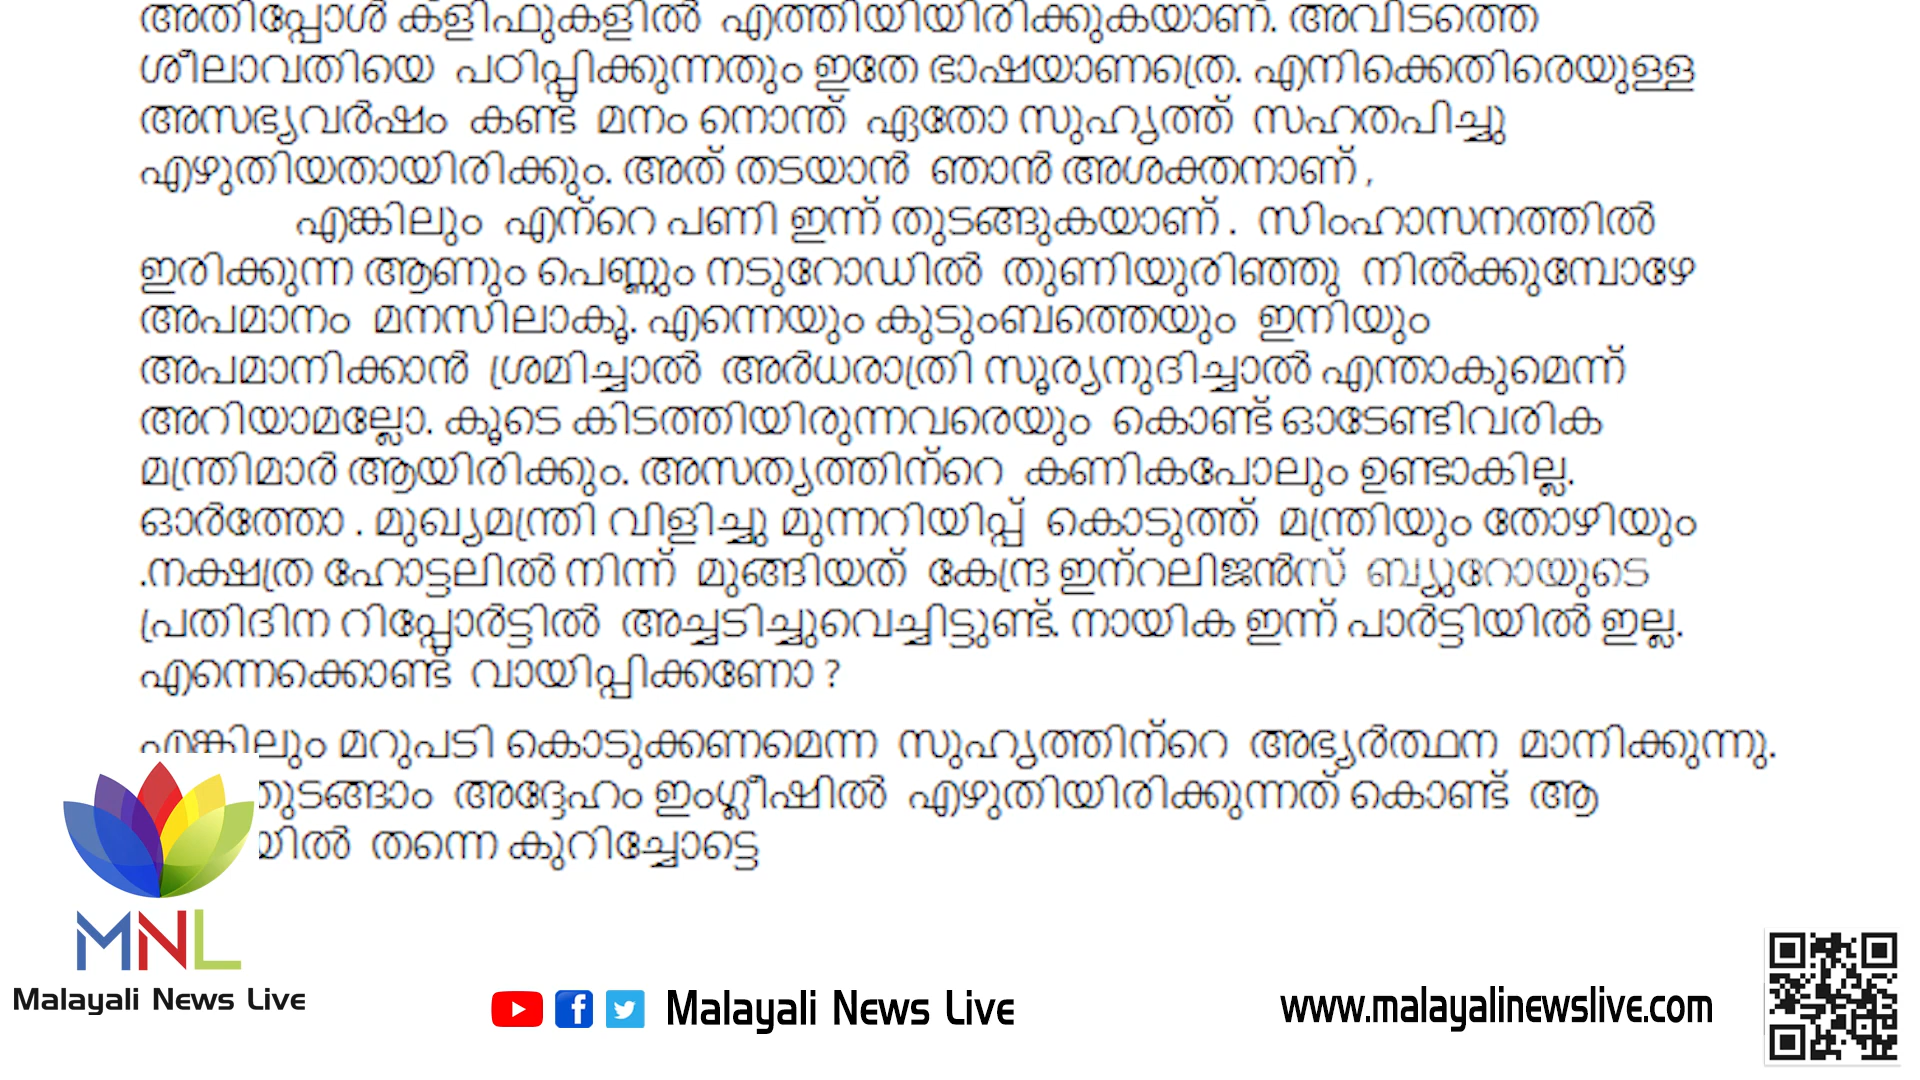 അതിപ്പോൾ ക്ളിഫുകളിൽ എത്തിയിയിരിക്കുകയാണ്. അവിടത്തെ
ശീലാവതിയെ പഠിപ്പിക്കുന്നതും ഇതേ ഭാഷയാണത്രെ. എനിക്കെതിരെയുള്ള
അസഭ്യവർഷം കണ്ട് മനം നൊന്ത് ഏതോ സുഹൃത്ത് സഹതപിച്ചു
എഴുതിയതായിരിക്കും. അത് തടയാൻ ഞാൻ അശക്തനാണ് ,
എങ്കിലും എന്റെ പണി ഇന്ന് തുടങ്ങുകയാണ് . സിംഹാസനത്തിൽ
ഇരിക്കുന്ന ആണും പെണ്ണും നടുറോഡിൽ തുണിയുരിഞ്ഞു നിൽക്കുമ്പോഴേ
അപമാനം മനസിലാകൂ. എന്നെയും കുടുംബത്തെയും ഇനിയും
അപമാനിക്കാൻ ശ്രമിച്ചാൽ അർധരാത്രി സൂര്യനുദിച്ചാൽ എന്താകുമെന്ന്
അറിയാമല്ലോ. കൂടെ കിടത്തിയിരുന്നവരെയും കൊണ്ട് ഓടേണ്ടിവരിക
മന്ത്രിമാർ ആയിരിക്കും. അസത്യത്തിന്റെ കണികപോലും ഉണ്ടാകില്ല.
ഓർത്തോ . മുഖ്യമന്ത്രി വിളിച്ചു മുന്നറിയിപ്പ് കൊടുത്ത് മന്ത്രിയും തോഴിയും
.നക്ഷത്ര ഹോട്ടലിൽ നിന്ന് മുങ്ങിയത് കേന്ദ്ര ഇന്റലിജൻസ് ബ്യുറോയുടെ
പ്രതിദിന റിപ്പോർട്ടിൽ അച്ചടിച്ചുവെച്ചിട്ടുണ്ട്. നായിക ഇന്ന് പാർട്ടിയിൽ ഇല്ല.
എന്നെക്കൊണ്ട് വായിപ്പിക്കണോ ?
എങ്കിലും മറുപടി കൊടുക്കണമെന്ന സുഹൃത്തിന്റെ അഭ്യർത്ഥന മാനിക്കുന്നു.
തുടങ്ങാം അദ്ദേഹം ഇംഗ്ലീഷിൽ എഴുതിയിരിക്കുന്നത് കൊണ്ട് ആ
യിൽ തന്നെ കുറിച്ചോട്ടെ
MNL
Malayali News Live
Malayali News Live
www.malayalinewslive.com